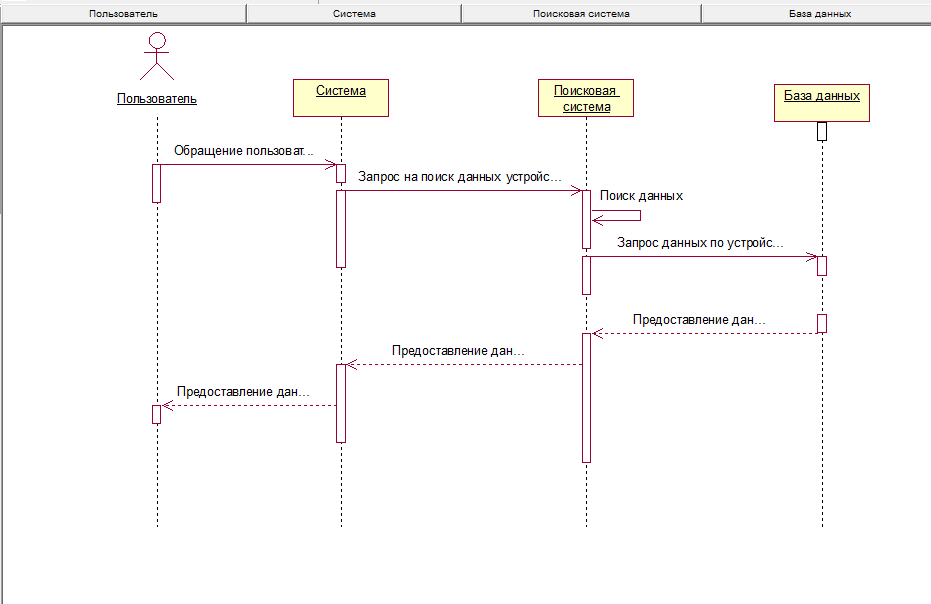 Пользователь
Система
Поисковая система
База данных
Пользователь
Система
Поисковая
система
База данных
Обращение пользоват...
Запрос на поиск данных устройс...
Поиск данных
Запрос данных по устройс...
Предоставление дан...
Предоставление дан...
Предоставление дан...